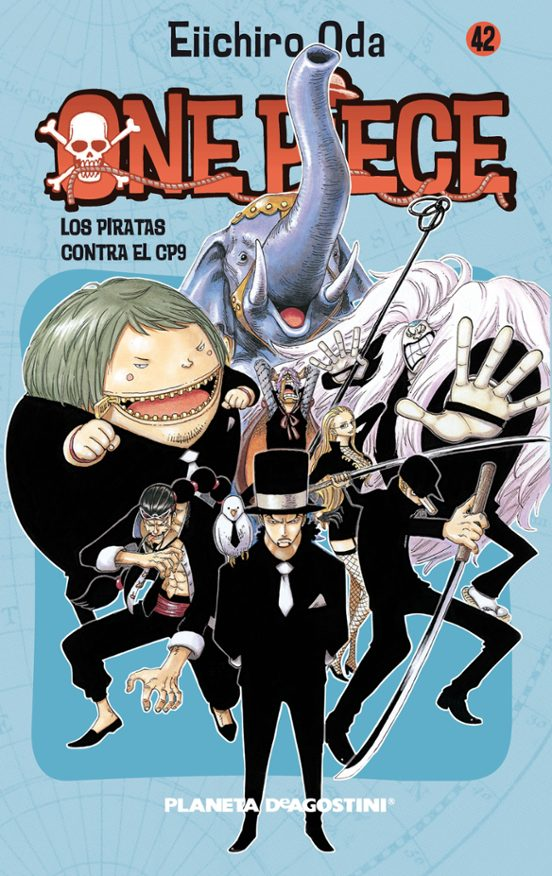 Eiichiro Oda
42
ONE PIECE
LOS PIRATAS
CONTRA EL CP9
PLANETA DeAGOSTINI®